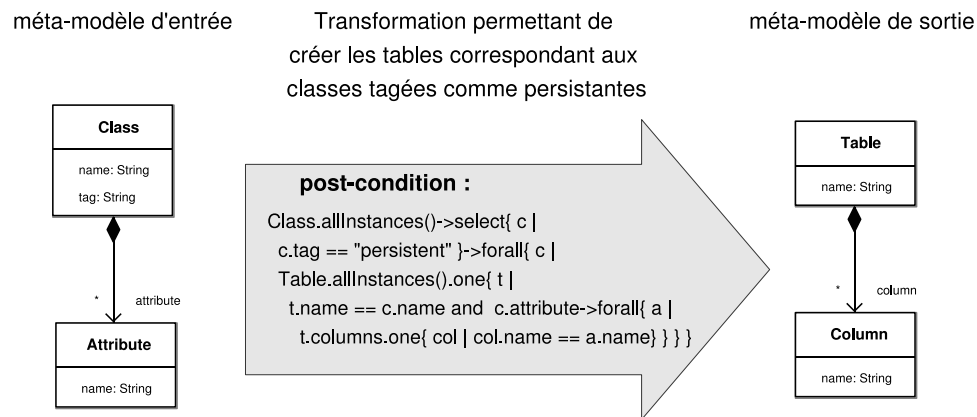 méta-modèle d'entrée
Transformation permettant de
créer les tables correspondant aux
classes tagées comme persistantes
méta-modèle de sortie
Class
name: String
tag: String
* attribute
Attribute
name: String
post-condition :
Class.allInstances()->select{ c |
c.tag == "persistent" }->forall{ c |
Table.allInstances().one{ t |
t.name == c.name and c.attribute->forall{ a |
t.columns.one{ col | col.name == a.name} } } }
Table
name: String
* column
Column
name: String